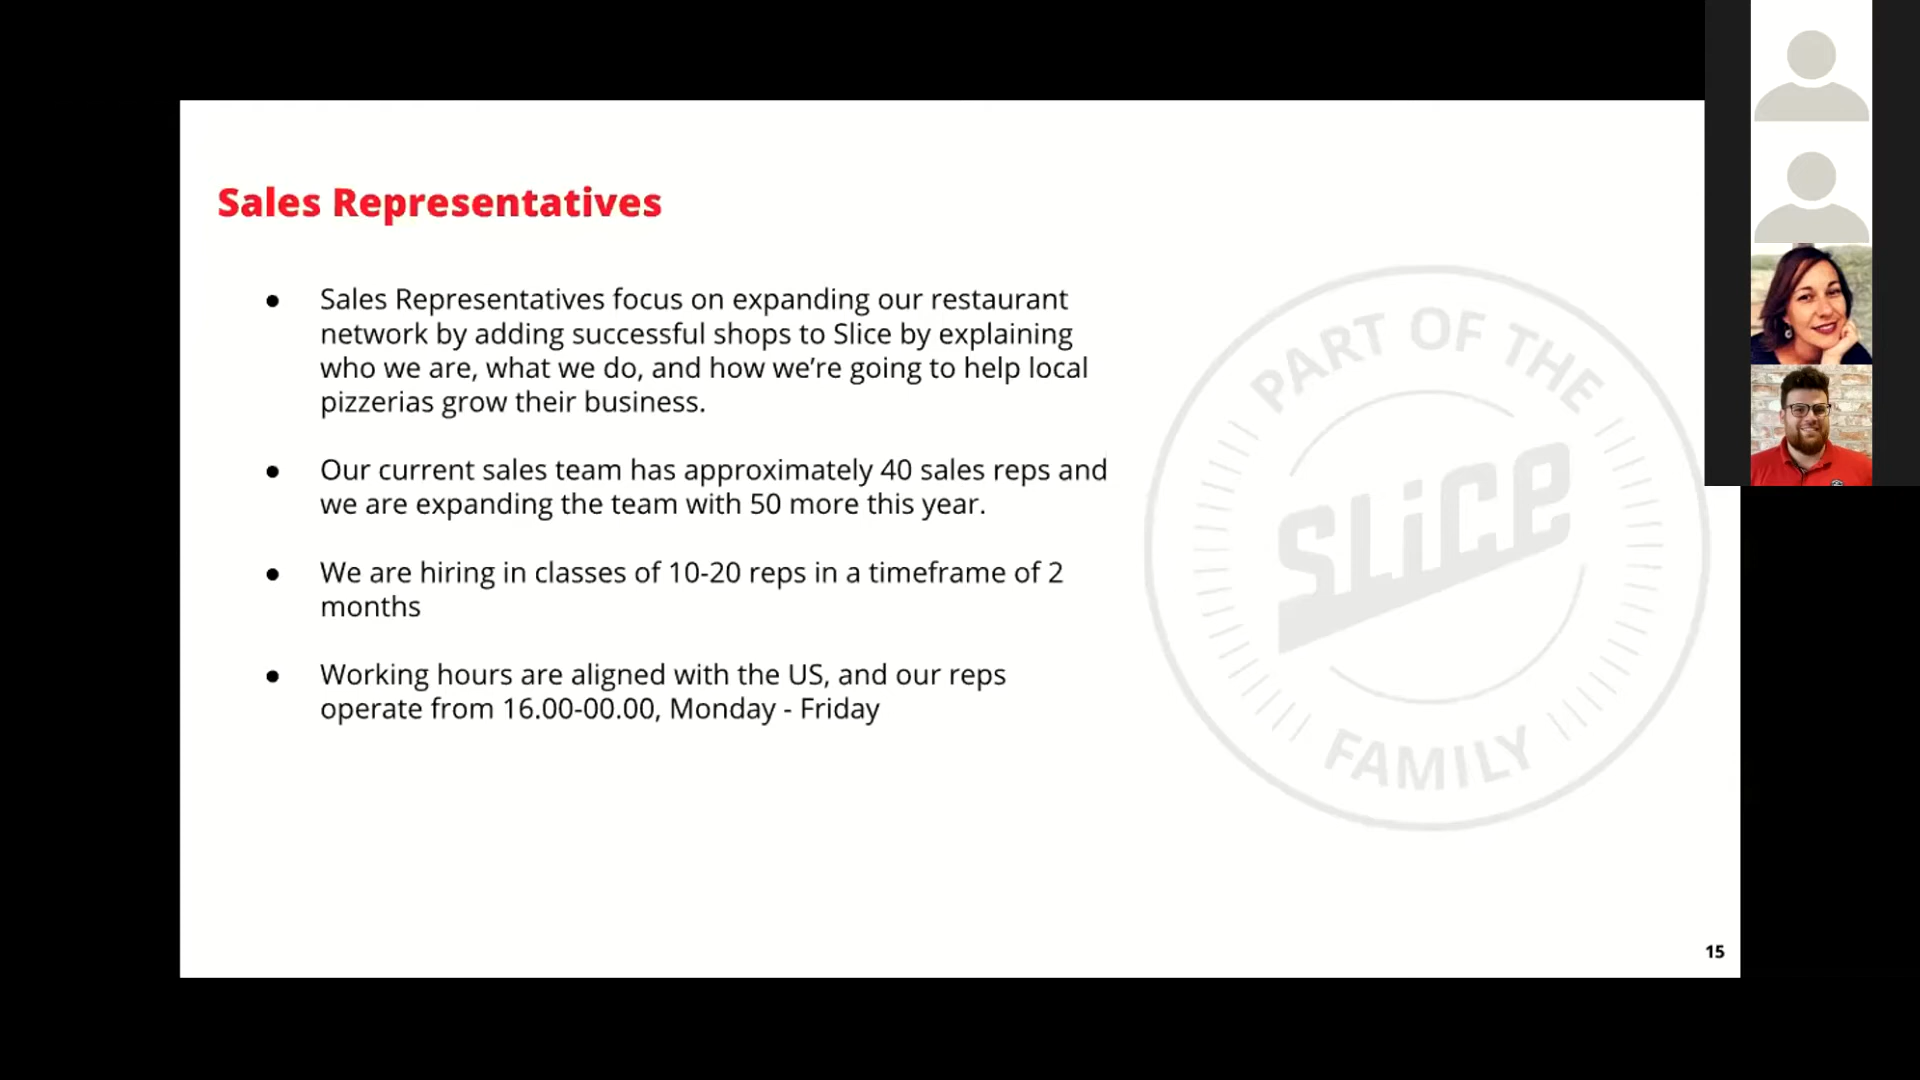 Sales Representatives
● Sales Representatives focus on expanding our restaurant
network by adding successful shops to Slice by explaining
who we are, what we do, and how we’re going to help local
pizzerias grow their business.
● Our current sales team has approximately 40 sales reps and
we are expanding the team with 50 more this year.
● We are hiring in classes of 10-20 reps in a timeframe of 2
months
● Working hours are aligned with the US, and our reps
operate from 16.00-00.00, Monday - Friday
PART OF THE
SLiCE
FAMILY
15